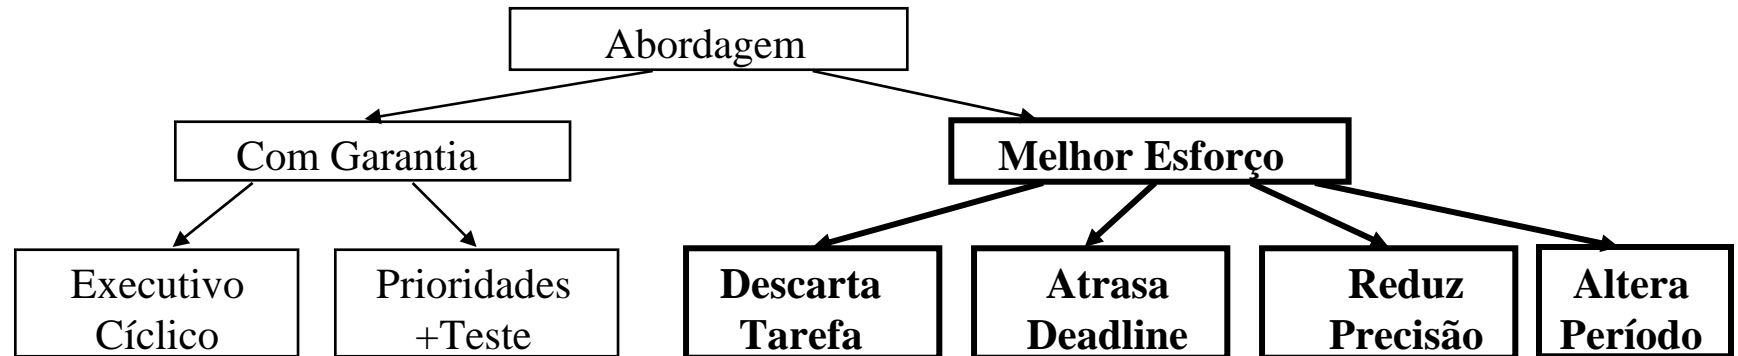 Abordagem
Com Garantia
Melhor Esforço
Executivo
Cíclico
Prioridades
+Teste
Descarta
Tarefa
Atrasa
Deadline
Reduz
Precisão
Altera
Período